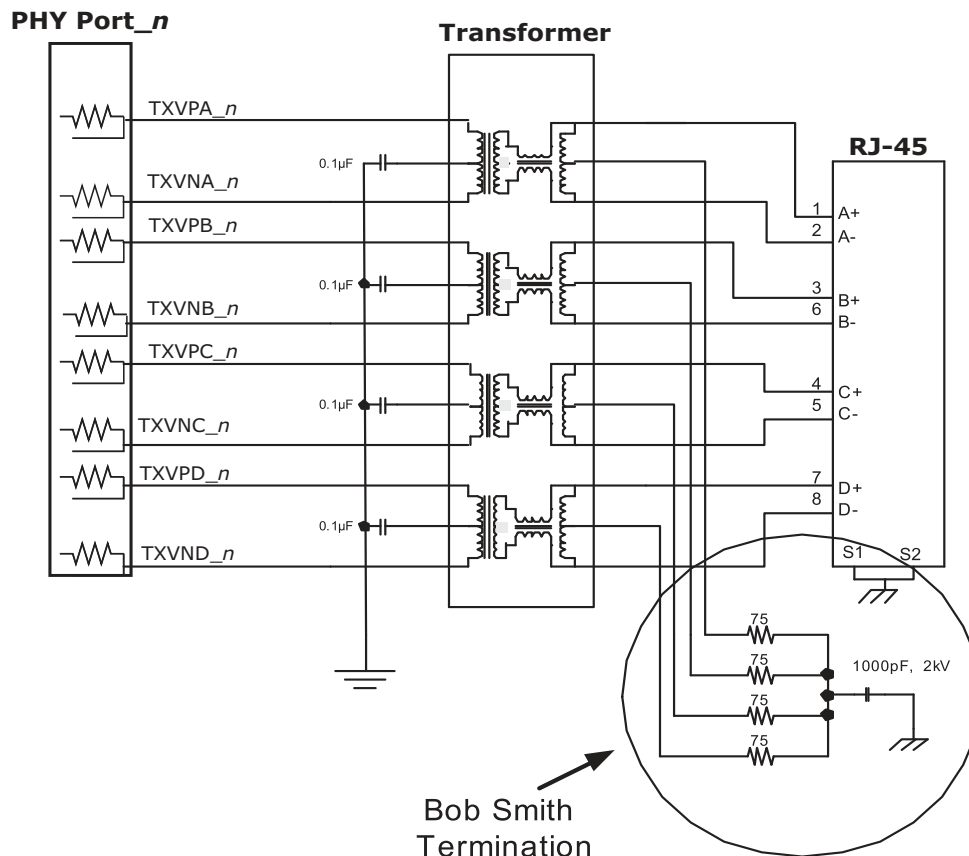 PHY Port_n
Transformer
RJ-45
TXVPA_n
0.1µF
TXVNA_n
TXVPB_n
0.1µF
TXVNB_n
TXVPC_n
0.1µF
TXVNC_n
TXVPD_n
0.1µF
TXVND_n
1 A+
2 A-
3 B+
6 B-
4 C+
5 C-
7 D+
8 D-
S1 S2
75
75
75
75
1000pF, 2kV
Bob Smith
Termination